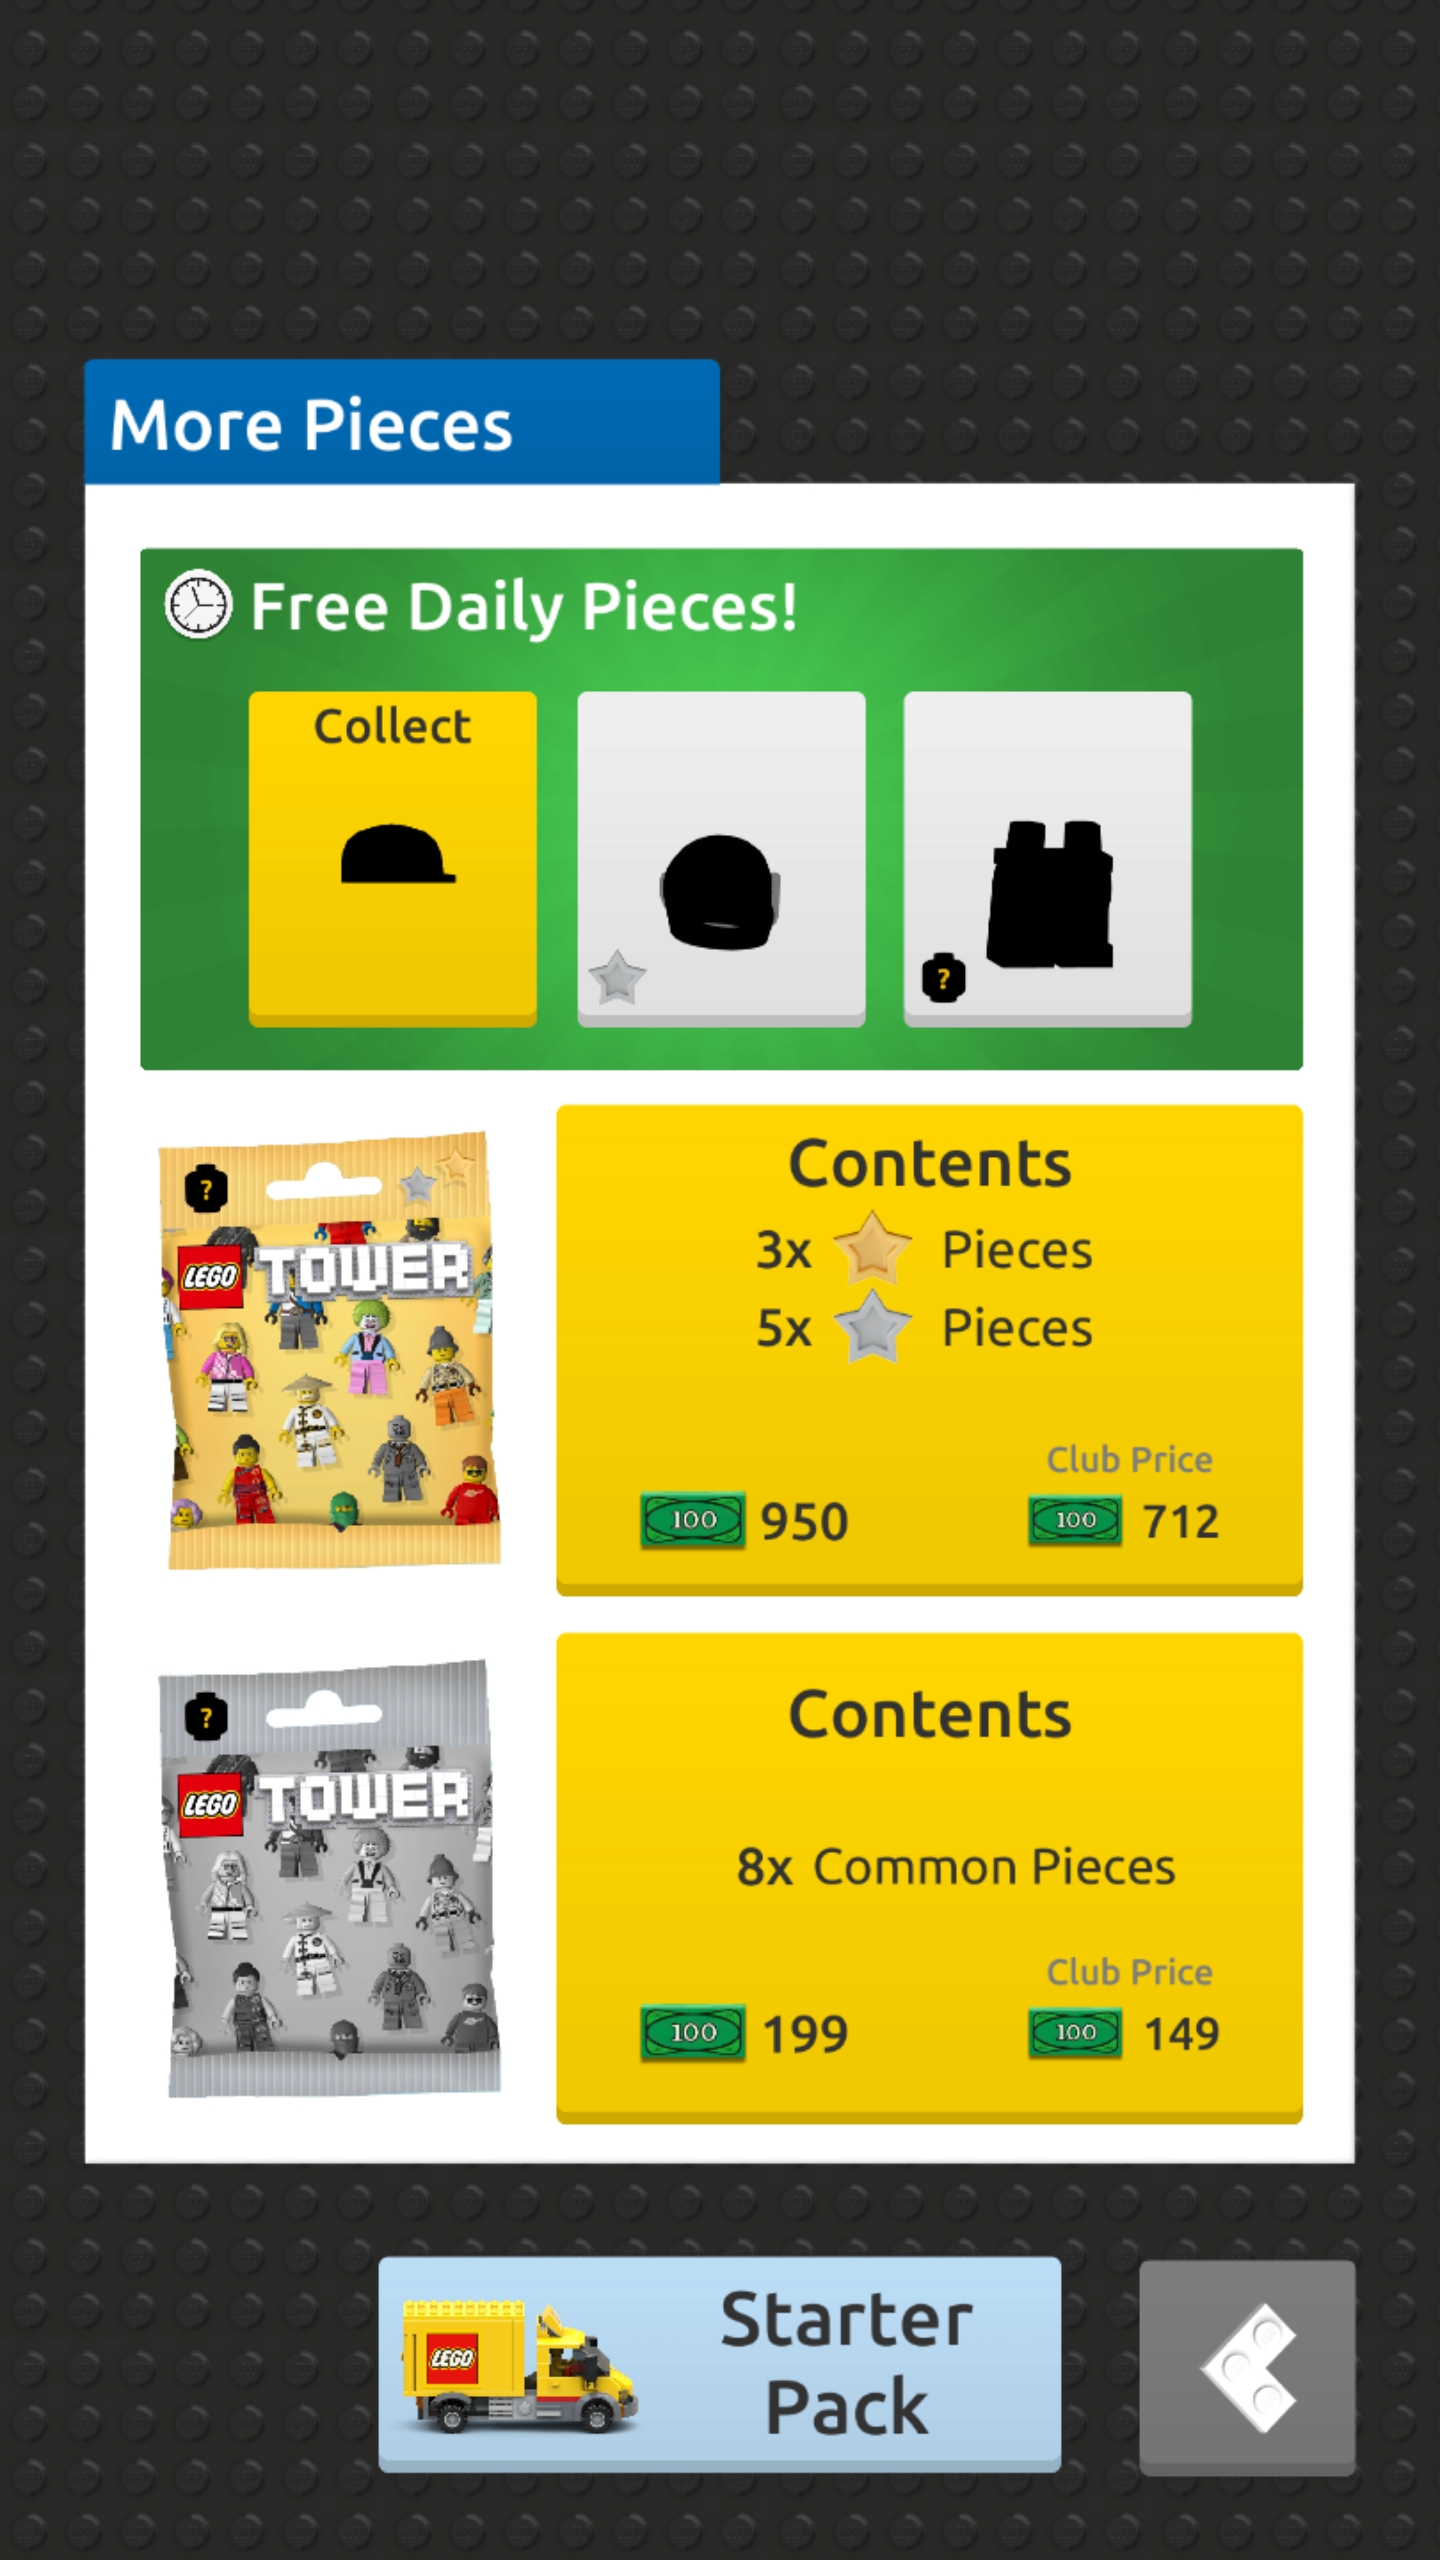 More Pieces
Free Daily Pieces!
Collect
?
?
LEGO TOWER
Contents
3x Pieces
5x Pieces
Club Price
100 950
100 712
?
LEGO TOWER
Contents
8x Common Pieces
Club Price
100 199
100 149
LEGO
Starter
Pack